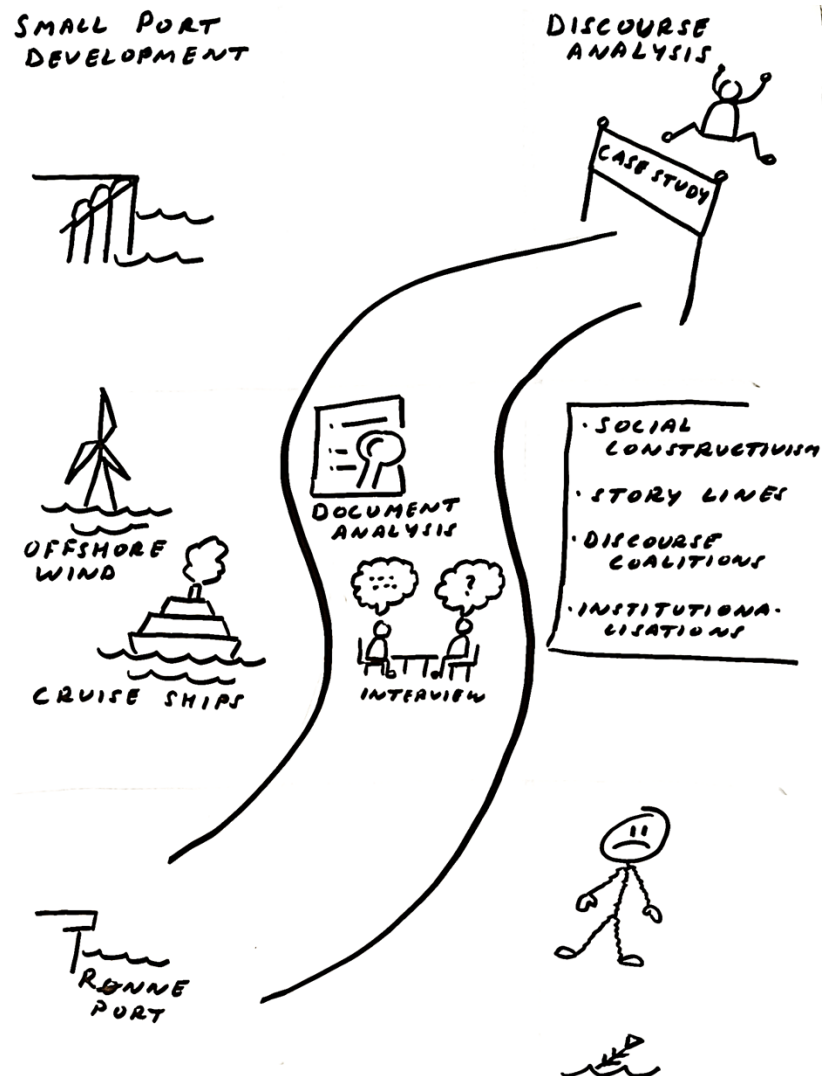 SMALL PORT
DEVELOPMENT
DISCOURSE
ANALYSIS
CASE STUDY
DOCUMENT
ANALYSIS
· SOCIAL
CONSTRUCTIVISM
· STORY LINES
· DISCOURSE
COALITIONS
· INSTITUTIONA-
LISATIONS
OFFSHORE
WIND
...
?
INTERVIEW
CRUISE SHIPS
RØNNE
PORT